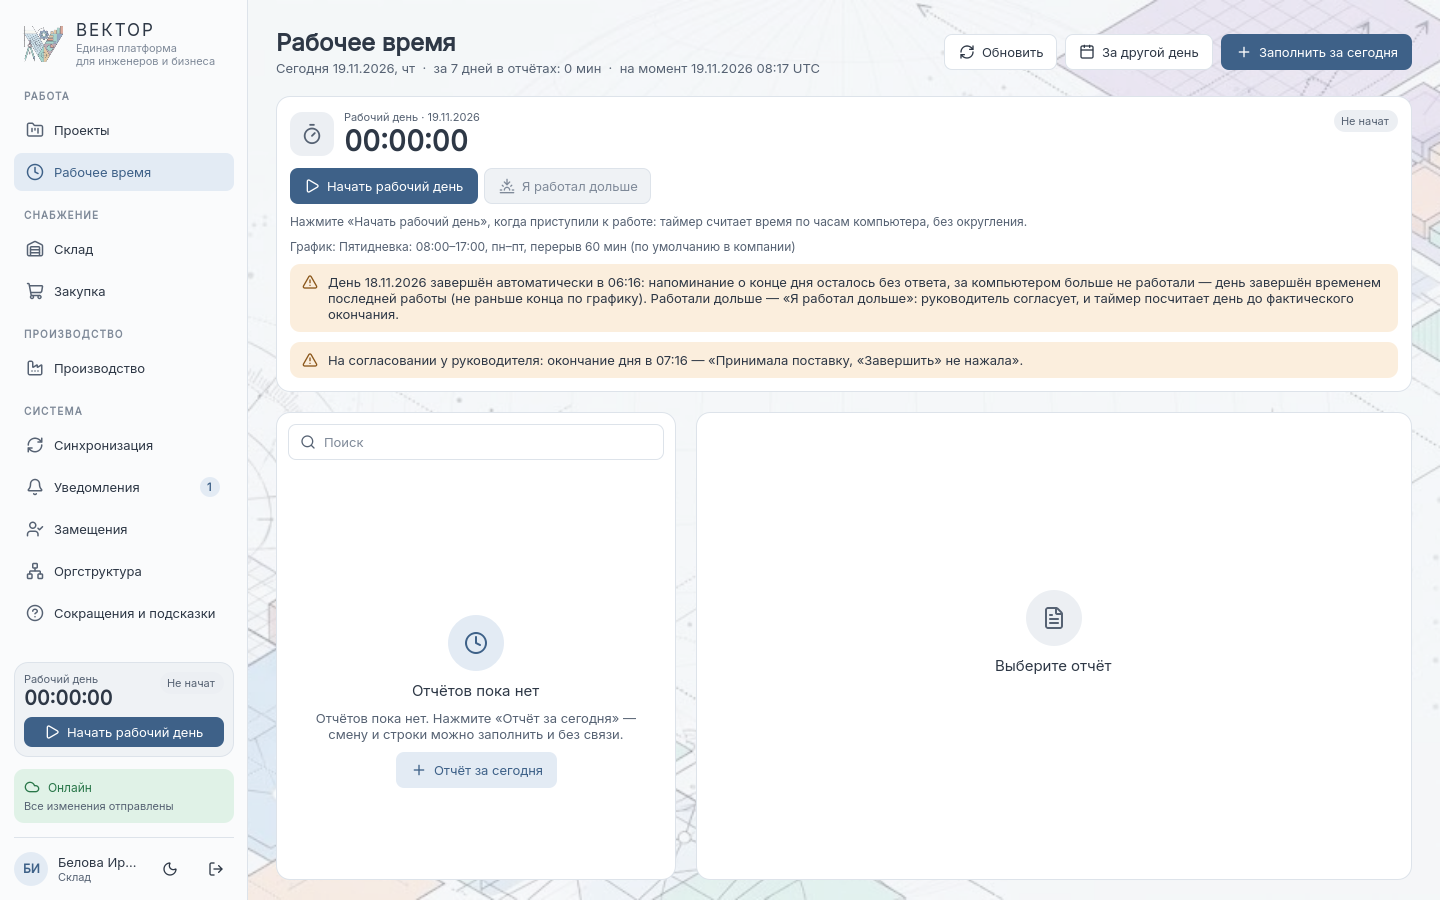 ВЕКТОР
Единая платформа
для инженеров и бизнеса
РАБОТА
Проекты
Рабочее время
СНАБЖЕНИЕ
Склад
Закупка
ПРОИЗВОДСТВО
Производство
СИСТЕМА
Синхронизация
Уведомления 1
Замещения
Оргструктура
Сокращения и подсказки
Рабочий день Не начат
00:00:00
Начать рабочий день
Онлайн
Все изменения отправлены
БИ Белова Ир...
Склад
Рабочее время
Сегодня 19.11.2026, чт · за 7 дней в отчётах: 0 мин · на момент 19.11.2026 08:17 UTC
Обновить За другой день Заполнить за сегодня
Рабочий день · 19.11.2026
00:00:00
Не начат
Начать рабочий день Я работал дольше
Нажмите «Начать рабочий день», когда приступили к работе: таймер считает время по часам компьютера, без округления.
График: Пятидневка: 08:00–17:00, пн–пт, перерыв 60 мин (по умолчанию в компании)
День 18.11.2026 завершён автоматически в 06:16: напоминание о конце дня осталось без ответа, за компьютером больше не работали — день завершён временем
последней работы (не раньше конца по графику). Работали дольше — «Я работал дольше»: руководитель согласует, и таймер посчитает день до фактического
окончания.
На согласовании у руководителя: окончание дня в 07:16 — «Принимала поставку, «Завершить» не нажала».
Поиск
Отчётов пока нет
Отчётов пока нет. Нажмите «Отчёт за сегодня» —
смену и строки можно заполнить и без связи.
Отчёт за сегодня
Выберите отчёт